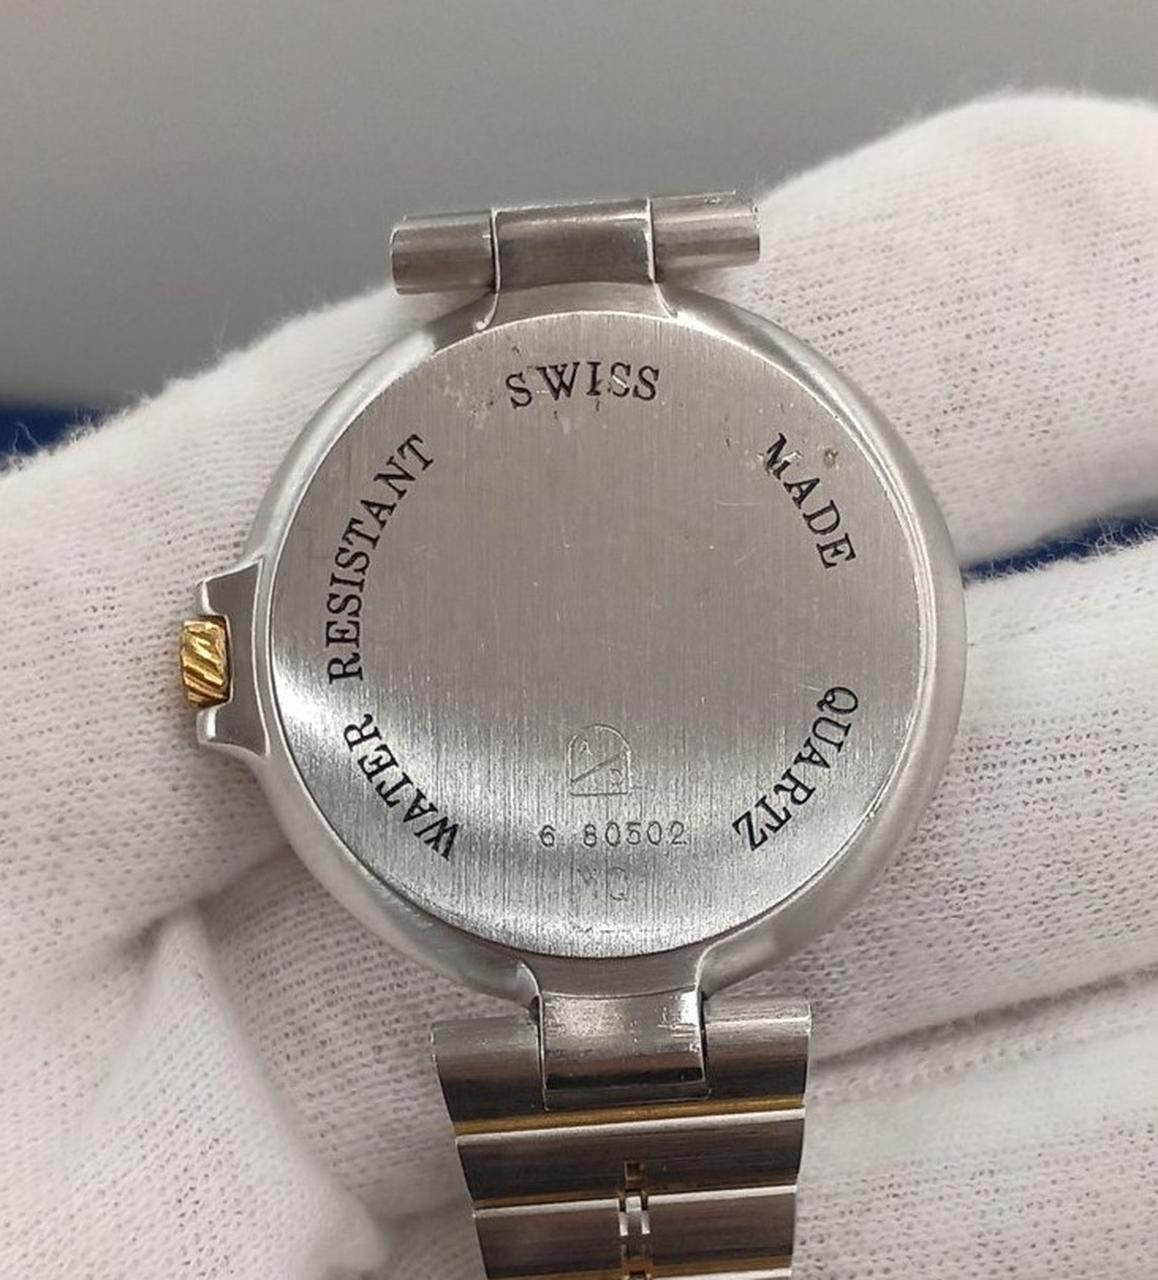 SWISS
MADE
QUARTZ
WATER RESISTANT
6 80502